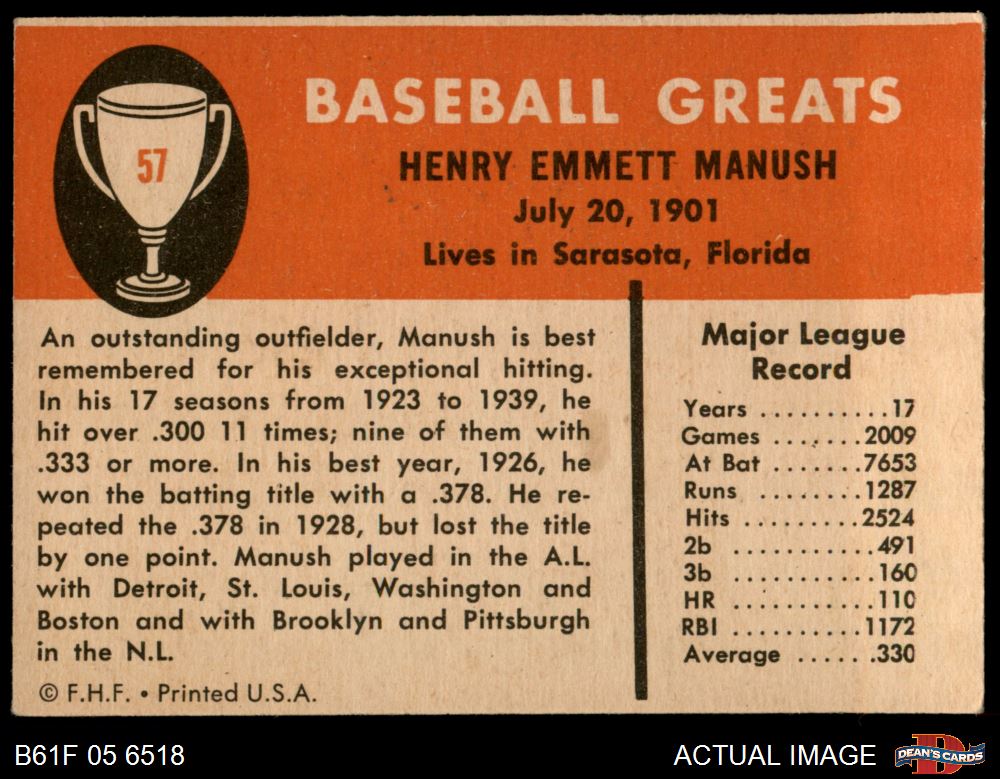 57
BASEBALL GREATS
HENRY EMMETT MANUSH
July 20, 1901
Lives in Sarasota, Florida
An outstanding outfielder, Manush is best
remembered for his exceptional hitting.
In his 17 seasons from 1923 to 1939, he
hit over .300 11 times; nine of them with
.333 or more. In his best year, 1926, he
won the batting title with a .378. He re-
peated the .378 in 1928, but lost the title
by one point. Manush played in the A.L.
with Detroit, St. Louis, Washington and
Boston and with Brooklyn and Pittsburgh
in the N.L.
© F.H.F. • Printed U.S.A.
Major League
Record
Years ..........17
Games .......2009
At Bat .......7653
Runs ........1287
Hits .........2524
2b ...........491
3b ...........160
HR ...........110
RBI ..........1172
Average ......330
B61F 05 6518
ACTUAL IMAGE
D
DEAN'S CARDS